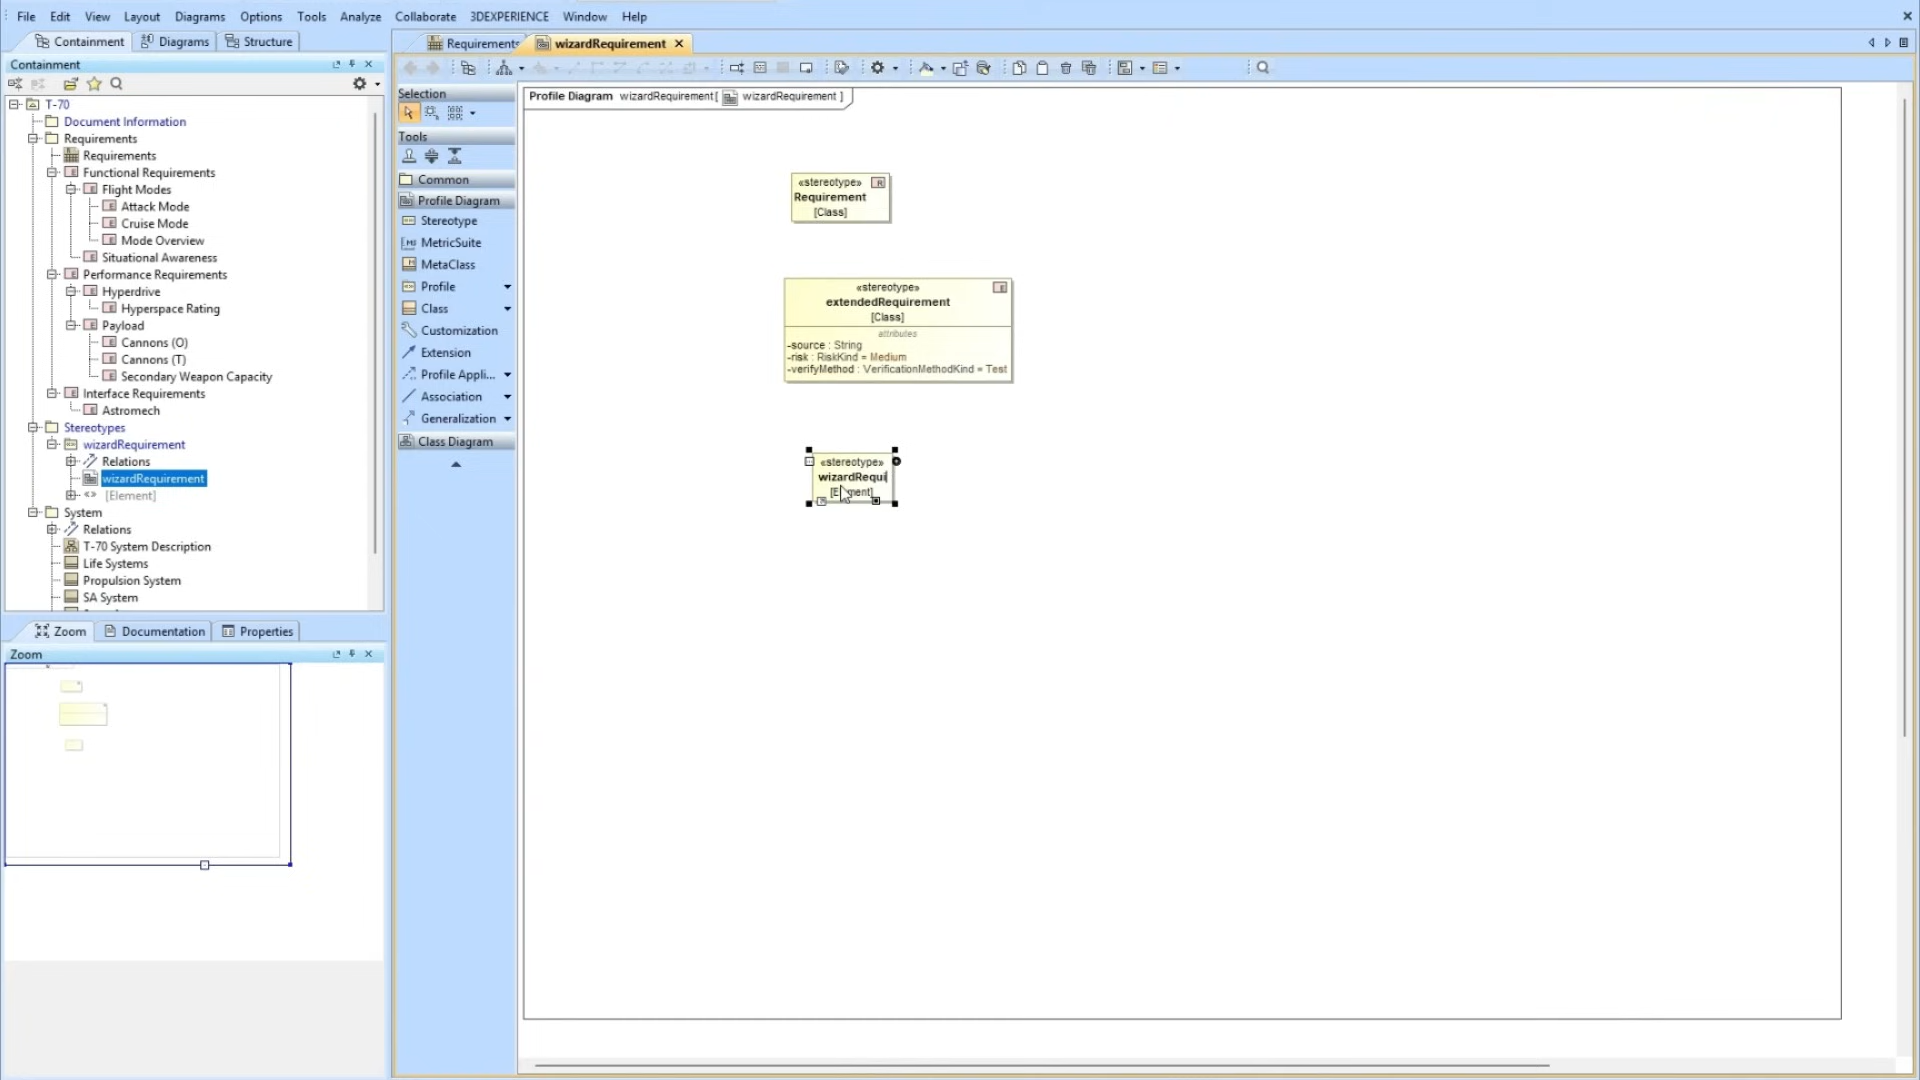 File Edit View Layout Diagrams Options Tools Analyze Collaborate 3DEXPERIENCE Window Help
Containment Diagrams Structure
Containment
T-70
Document Information
Requirements
Requirements
Functional Requirements
Flight Modes
Attack Mode
Cruise Mode
Mode Overview
Situational Awareness
Performance Requirements
Hyperdrive
Hyperspace Rating
Payload
Cannons (O)
Cannons (T)
Secondary Weapon Capacity
Interface Requirements
Astromech
Stereotypes
wizardRequirement
Relations
wizardRequirement
[Element]
System
Relations
T-70 System Description
Life Systems
Propulsion System
SA System
Zoom Documentation Properties
Zoom
Requirements wizardRequirement
Selection
Tools
Common
Profile Diagram
Stereotype
MetricSuite
MetaClass
Profile
Class
Customization
Extension
Profile Appli...
Association
Generalization
Class Diagram
Profile Diagram wizardRequirement[ wizardRequirement ]
«stereotype»
Requirement
[Class]
«stereotype»
extendedRequirement
[Class]
attributes
-source : String
-risk : RiskKind = Medium
-verifyMethod : VerificationMethodKind = Test
«stereotype»
wizardRequi